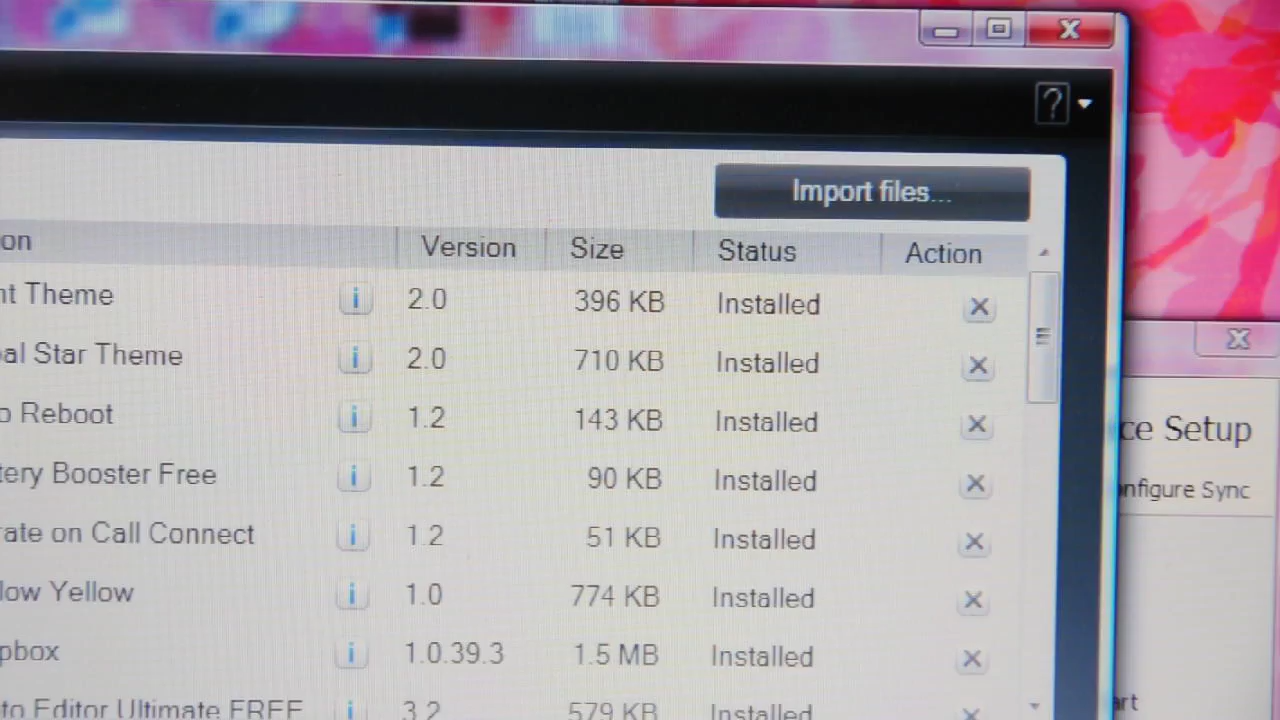 ?
Import files...
on Version Size Status Action
nt Theme i 2.0 396 KB Installed
al Star Theme i 2.0 710 KB Installed
o Reboot i 1.2 143 KB Installed
tery Booster Free i 1.2 90 KB Installed
rate on Call Connect i 1.2 51 KB Installed
low Yellow i 1.0 774 KB Installed
pbox i 1.0.39.3 1.5 MB Installed
to Editor Ultimate FREE i 3.2 579 KB Installed
ce Setup
nfigure Sync
art